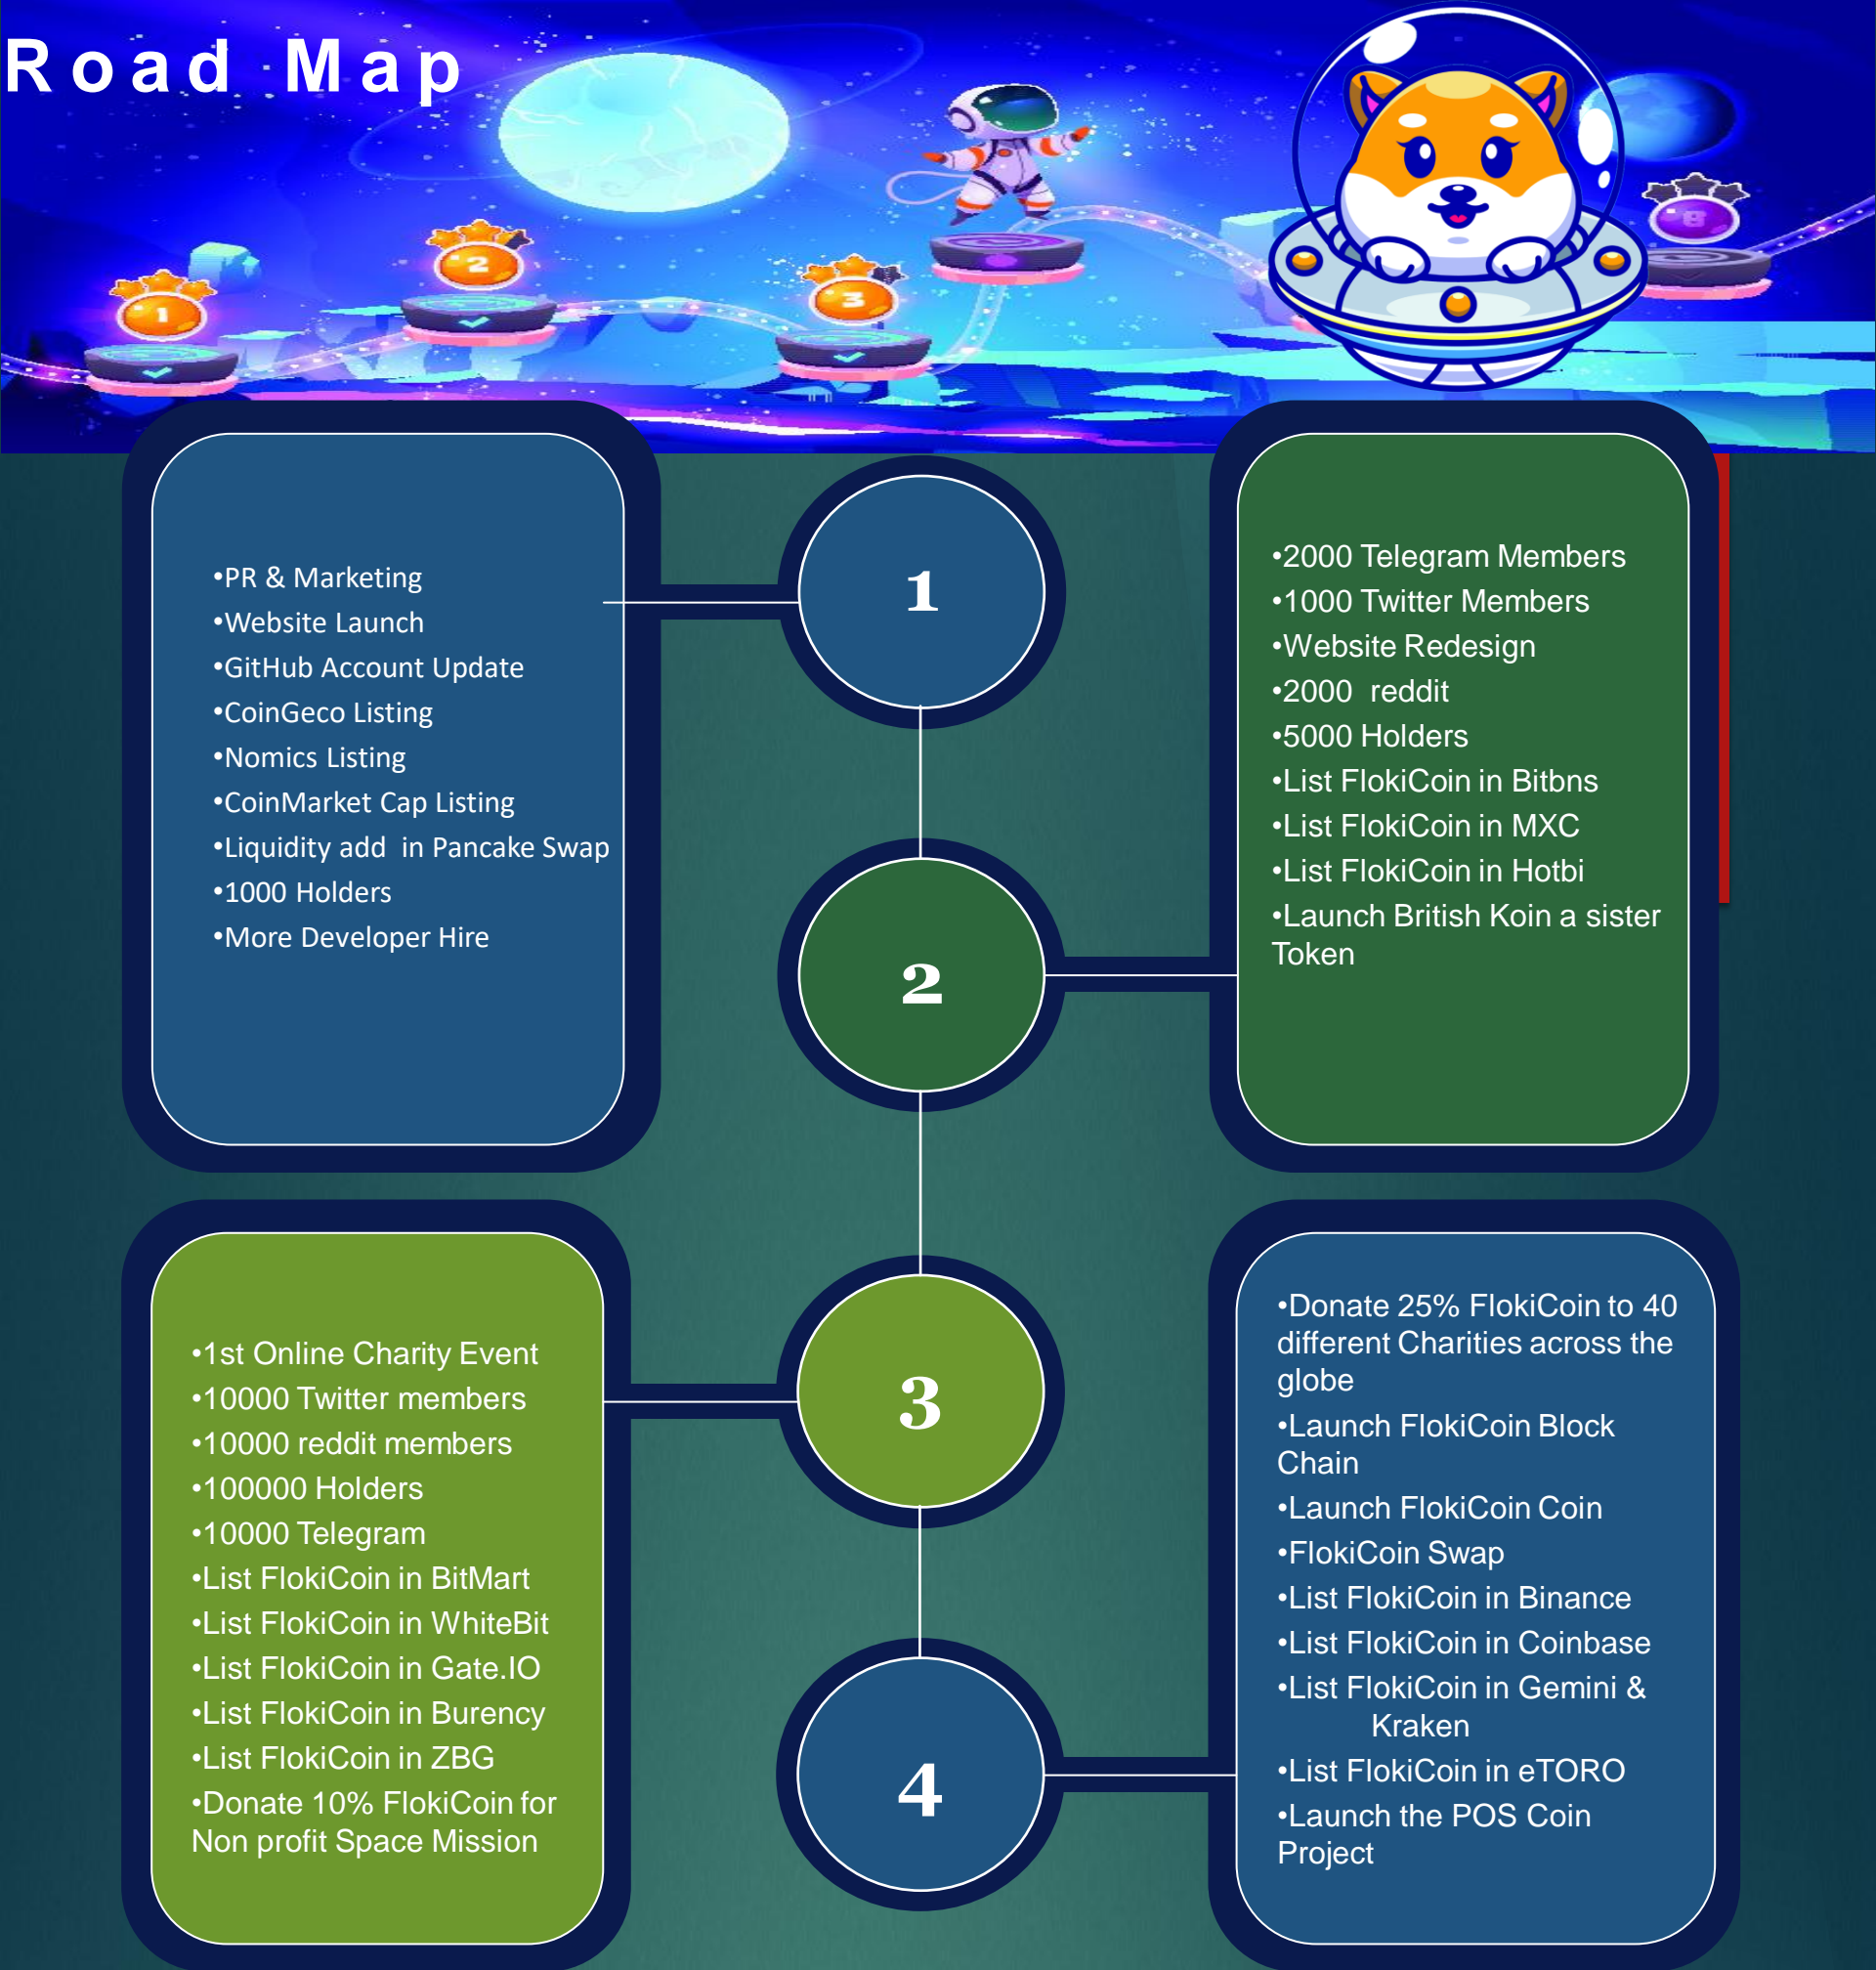 Road Map
1
2
3
8
•PR & Marketing
•Website Launch
•GitHub Account Update
•CoinGeco Listing
•Nomics Listing
•CoinMarket Cap Listing
•Liquidity add  in Pancake Swap
•1000 Holders
•More Developer Hire
1
•2000 Telegram Members
•1000 Twitter Members
•Website Redesign
•2000  reddit
•5000 Holders
•List FlokiCoin in Bitbns
•List FlokiCoin in MXC
•List FlokiCoin in Hotbi
•Launch British Koin a sister
Token
2
•1st Online Charity Event
•10000 Twitter members
•10000 reddit members
•100000 Holders
•10000 Telegram
•List FlokiCoin in BitMart
•List FlokiCoin in WhiteBit
•List FlokiCoin in Gate.IO
•List FlokiCoin in Burency
•List FlokiCoin in ZBG
•Donate 10% FlokiCoin for
Non profit Space Mission
3
•Donate 25% FlokiCoin to 40
different Charities across the
globe
•Launch FlokiCoin Block
Chain
•Launch FlokiCoin Coin
•FlokiCoin Swap
•List FlokiCoin in Binance
•List FlokiCoin in Coinbase
•List FlokiCoin in Gemini &
Kraken
•List FlokiCoin in eTORO
•Launch the POS Coin
Project
4